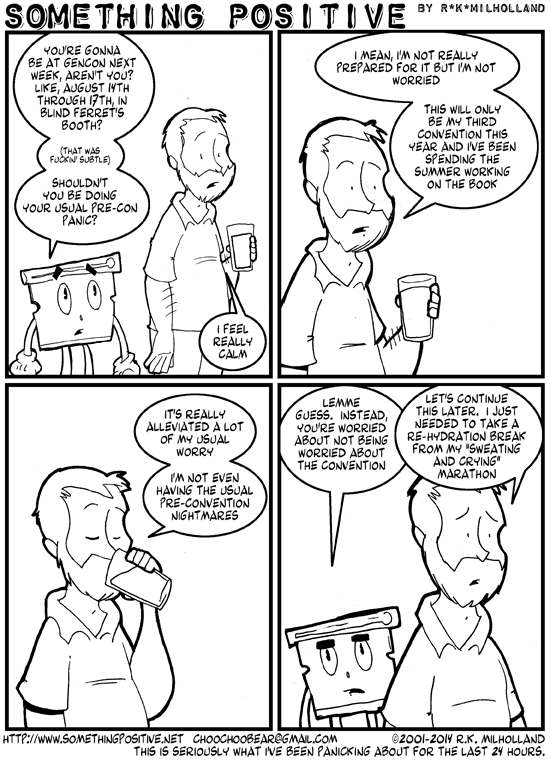 SOMETHING POSITIVE BY R*K*MILHOLLAND
YOU'RE GONNA
BE AT GENCON NEXT
WEEK, AREN'T YOU?
LIKE, AUGUST 14TH
THROUGH 17TH, IN
BLIND FERRET'S
BOOTH?
(THAT WAS
FUCKIN' SUBTLE)
SHOULDN'T
YOU BE DOING
YOUR USUAL PRE-CON
PANIC?
I FEEL
REALLY
CALM
I MEAN, I'M NOT REALLY
PREPARED FOR IT BUT I'M NOT
WORRIED
THIS WILL ONLY
BE MY THIRD
CONVENTION THIS
YEAR AND I'VE BEEN
SPENDING THE
SUMMER WORKING
ON THE BOOK
IT'S REALLY
ALLEVIATED A LOT
OF MY USUAL
WORRY
I'M NOT EVEN
HAVING THE USUAL
PRE-CONVENTION
NIGHTMARES
LEMME
GUESS. INSTEAD,
YOU'RE WORRIED
ABOUT NOT BEING
WORRIED ABOUT
THE CONVENTION
LET'S CONTINUE
THIS LATER. I JUST
NEEDED TO TAKE A
RE-HYDRATION BREAK
FROM MY "SWEATING
AND CRYING"
MARATHON
HTTP://WWW.SOMETHINGPOSITIVE.NET CHOOCHOOBEAR@GMAIL.COM ©2001-2014 R.K. MILHOLLAND
THIS IS SERIOUSLY WHAT I'VE BEEN PANICKING ABOUT FOR THE LAST 24 HOURS.